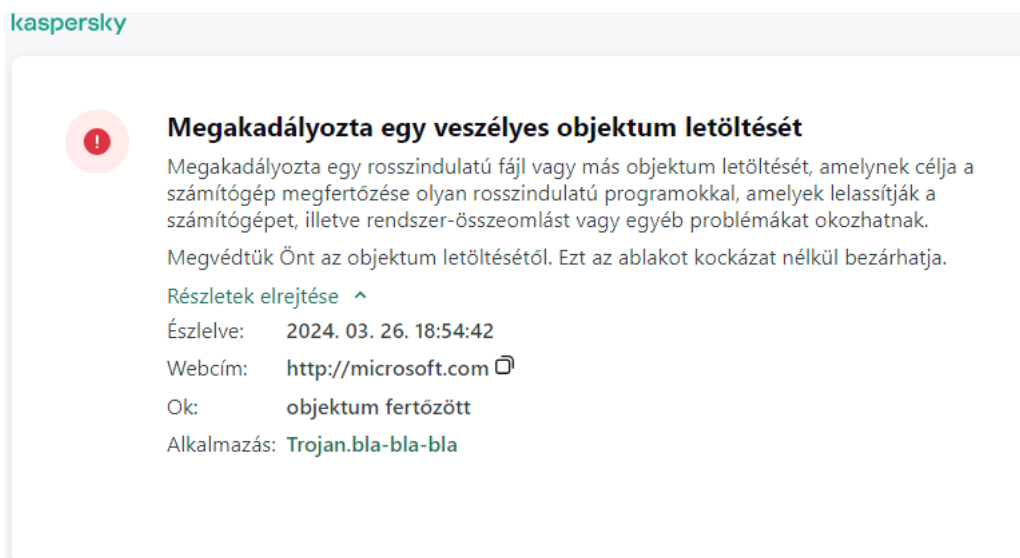 kaspersky
Megakadályozta egy veszélyes objektum letöltését
Megakadályozta egy rosszindulatú fájl vagy más objektum letöltését, amelynek célja a
számítógép megfertőzése olyan rosszindulatú programokkal, amelyek lelassítják a
számítógépet, illetve rendszer-összeomlást vagy egyéb problémákat okozhatnak.
Megvédtük Önt az objektum letöltésétől. Ezt az ablakot kockázat nélkül bezárhatja.
Részletek elrejtése
Észlelve: 2024. 03. 26. 18:54:42
Webcím: http://microsoft.com
Ok: objektum fertőzött
Alkalmazás: Trojan.bla-bla-bla